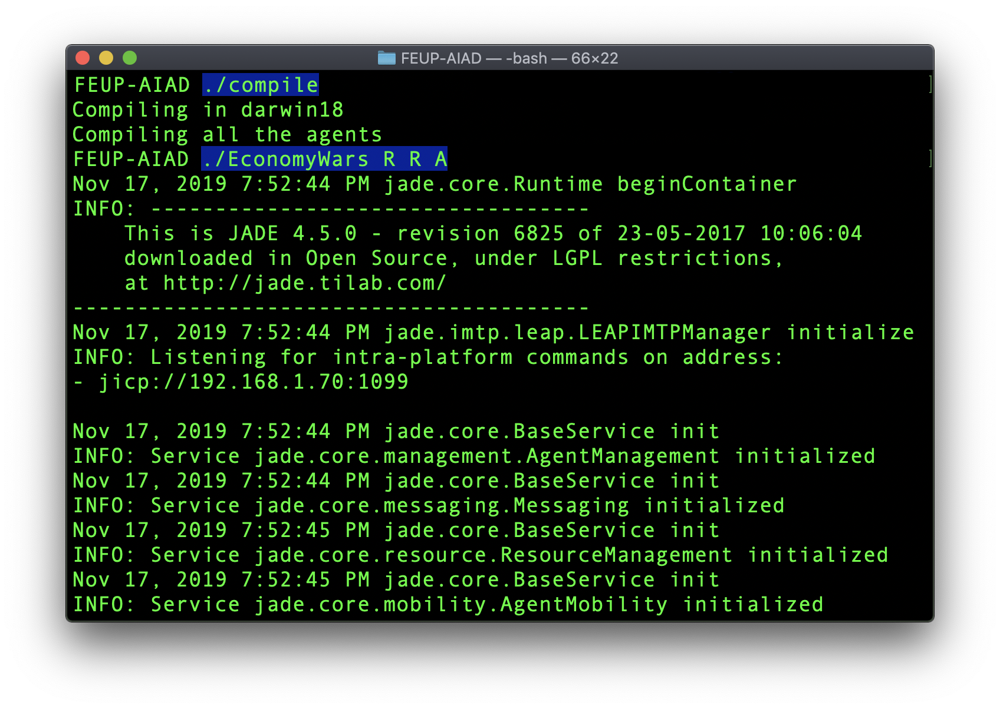 FEUP-AIAD — -bash — 66×22
FEUP-AIAD ./compile ]
Compiling in darwin18
Compiling all the agents
FEUP-AIAD ./EconomyWars R R A ]
Nov 17, 2019 7:52:44 PM jade.core.Runtime beginContainer
INFO: ----------------------------------
    This is JADE 4.5.0 - revision 6825 of 23-05-2017 10:06:04
    downloaded in Open Source, under LGPL restrictions,
    at http://jade.tilab.com/
----------------------------------------
Nov 17, 2019 7:52:44 PM jade.imtp.leap.LEAPIMTPManager initialize
INFO: Listening for intra-platform commands on address:
- jicp://192.168.1.70:1099
Nov 17, 2019 7:52:44 PM jade.core.BaseService init
INFO: Service jade.core.management.AgentManagement initialized
Nov 17, 2019 7:52:44 PM jade.core.BaseService init
INFO: Service jade.core.messaging.Messaging initialized
Nov 17, 2019 7:52:45 PM jade.core.BaseService init
INFO: Service jade.core.resource.ResourceManagement initialized
Nov 17, 2019 7:52:45 PM jade.core.BaseService init
INFO: Service jade.core.mobility.AgentMobility initialized